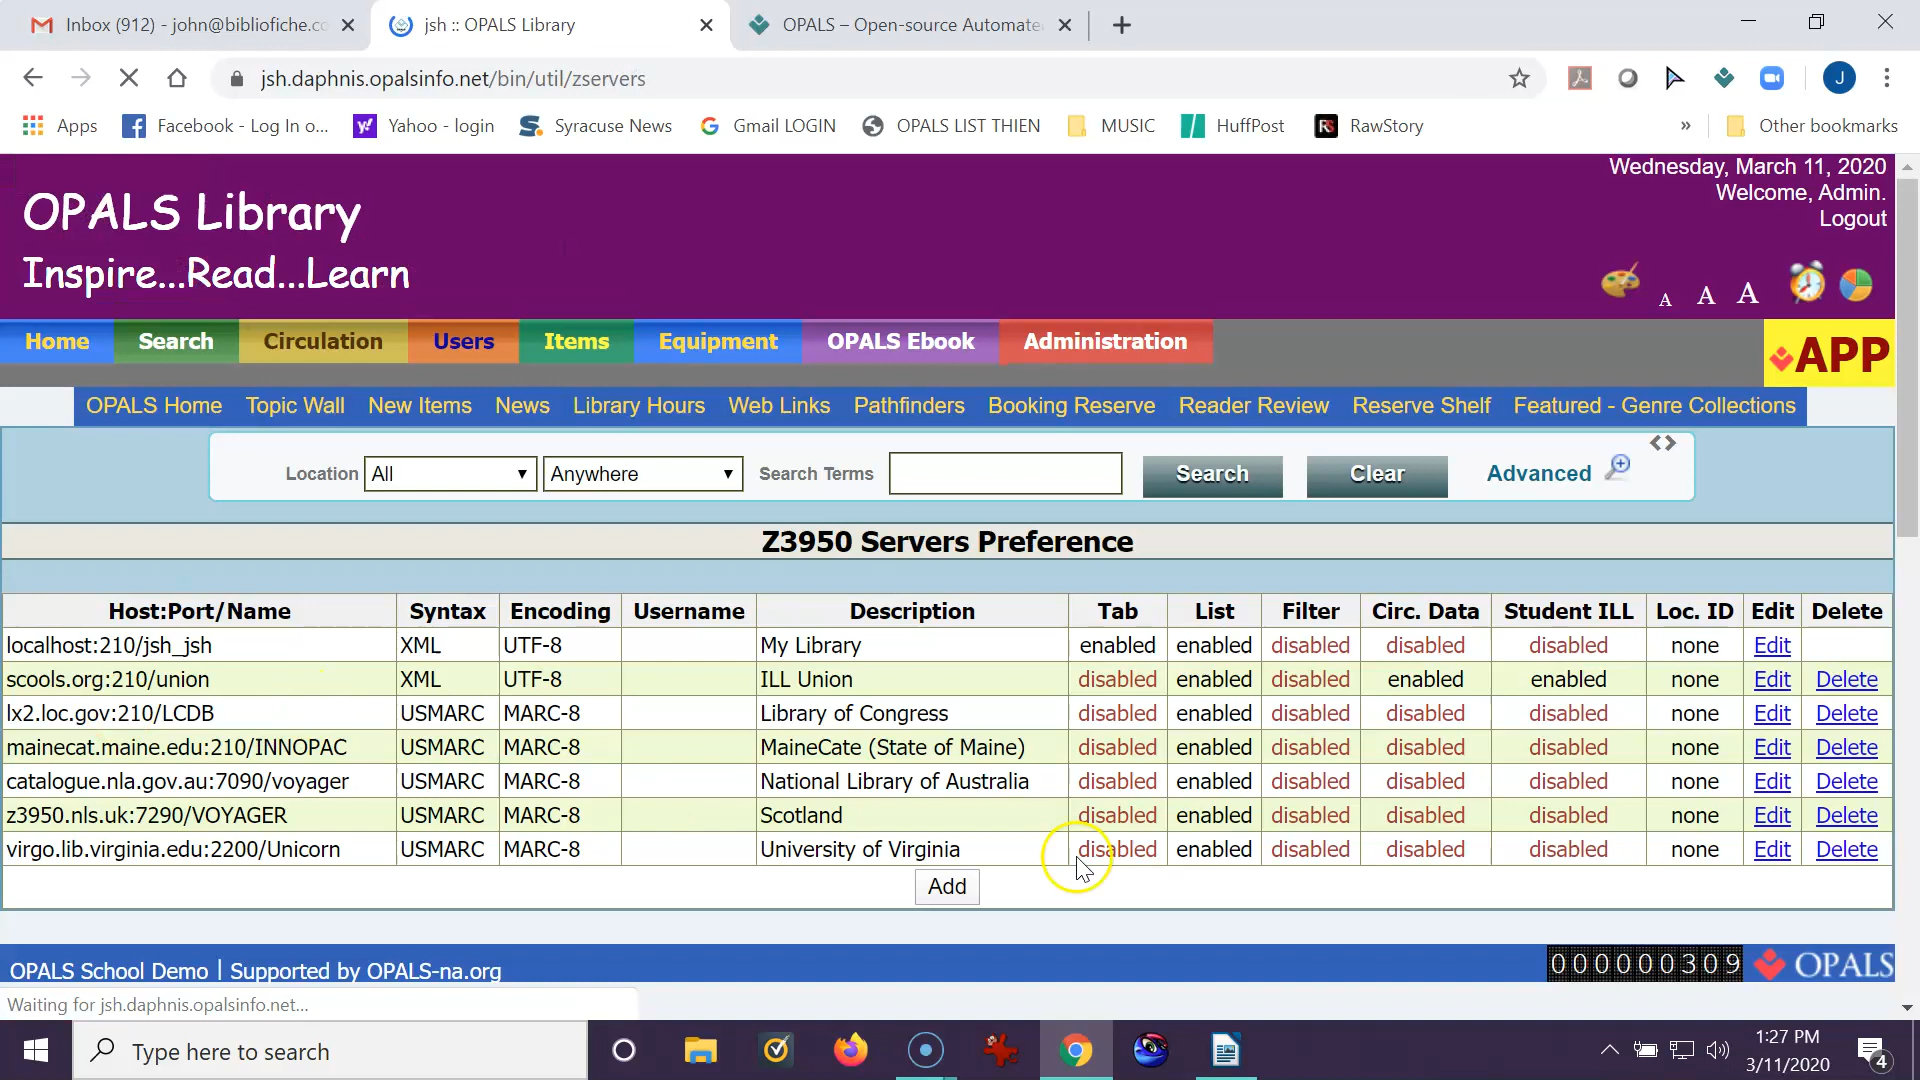 Inbox (912) - john@bibliofiche.c
jsh :: OPALS Library
OPALS – Open-source Automate
jsh.daphnis.opalsinfo.net/bin/util/zservers
J
Apps
Facebook - Log In o...
Yahoo - login
Syracuse News
Gmail LOGIN
OPALS LIST THIEN
MUSIC
HuffPost
RawStory
»
Other bookmarks
OPALS Library
Inspire...Read...Learn
Wednesday, March 11, 2020
Welcome, Admin.
Logout
A A A
Home Search Circulation Users Items Equipment OPALS Ebook Administration
APP
OPALS Home Topic Wall New Items News Library Hours Web Links Pathfinders Booking Reserve Reader Review Reserve Shelf Featured - Genre Collections
Location All Anywhere Search Terms Search Clear Advanced
Z3950 Servers Preference
Host:Port/Name Syntax Encoding Username Description Tab List Filter Circ. Data Student ILL Loc. ID Edit Delete
localhost:210/jsh_jsh XML UTF-8 My Library enabled enabled disabled disabled disabled none Edit
scools.org:210/union XML UTF-8 ILL Union disabled enabled disabled enabled enabled none Edit Delete
lx2.loc.gov:210/LCDB USMARC MARC-8 Library of Congress disabled enabled disabled disabled disabled none Edit Delete
mainecat.maine.edu:210/INNOPAC USMARC MARC-8 MaineCate (State of Maine) disabled enabled disabled disabled disabled none Edit Delete
catalogue.nla.gov.au:7090/voyager USMARC MARC-8 National Library of Australia disabled enabled disabled disabled disabled none Edit Delete
z3950.nls.uk:7290/VOYAGER USMARC MARC-8 Scotland disabled enabled disabled disabled disabled none Edit Delete
virgo.lib.virginia.edu:2200/Unicorn USMARC MARC-8 University of Virginia disabled enabled disabled disabled disabled none Edit Delete
Add
OPALS School Demo | Supported by OPALS-na.org
000000309
OPALS
Waiting for jsh.daphnis.opalsinfo.net...
Type here to search
1:27 PM
3/11/2020
4